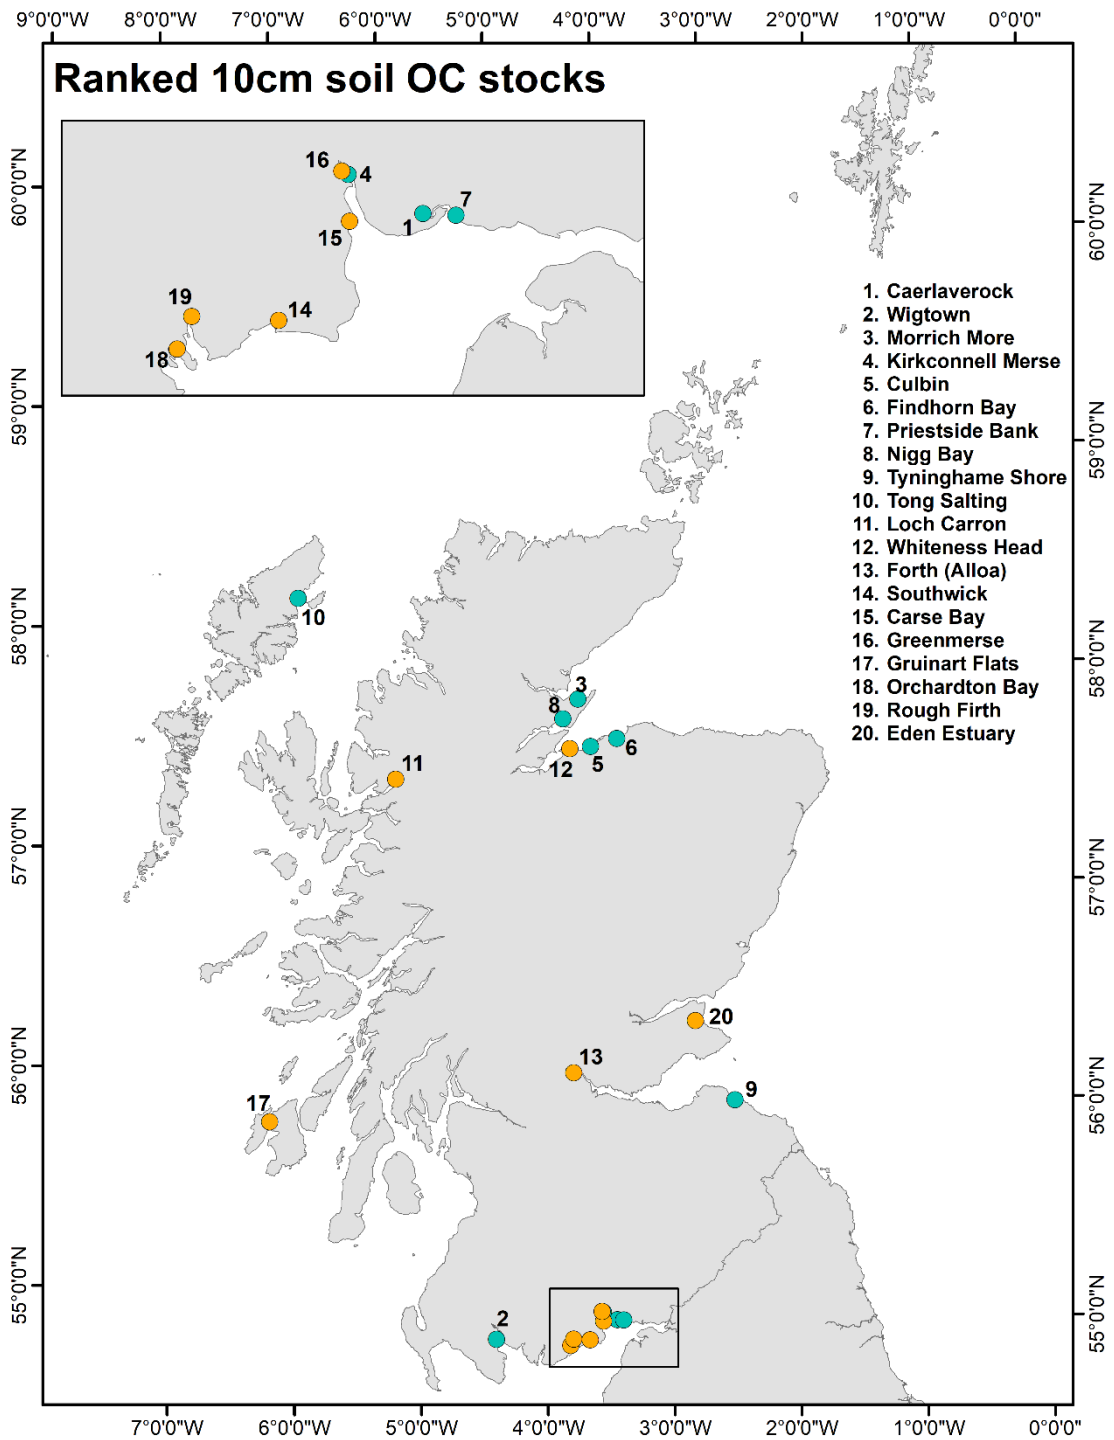 9°0'0"W 8°0'0"W 7°0'0"W 6°0'0"W 5°0'0"W 4°0'0"W 3°0'0"W 2°0'0"W 1°0'0"W 0°0'0"
Ranked 10cm soil OC stocks
16
4
7
1
15
19
14
18
60°0'0"N
60°0'0"N
1. Caerlaverock
2. Wigtown
3. Morrich More
4. Kirkconnell Merse
5. Culbin
6. Findhorn Bay
7. Priestside Bank
8. Nigg Bay
9. Tyninghame Shore
10. Tong Salting
11. Loch Carron
12. Whiteness Head
13. Forth (Alloa)
14. Southwick
15. Carse Bay
16. Greenmerse
17. Gruinart Flats
18. Orchardton Bay
19. Rough Firth
20. Eden Estuary
59°0'0"N
59°0'0"N
58°0'0"N
58°0'0"N
10
3
8
6
5
12
11
57°0'0"N
57°0'0"N
20
13
9
17
56°0'0"N
56°0'0"N
55°0'0"N
55°0'0"N
2
7°0'0"W 6°0'0"W 5°0'0"W 4°0'0"W 3°0'0"W 2°0'0"W 1°0'0"W 0°0'0"